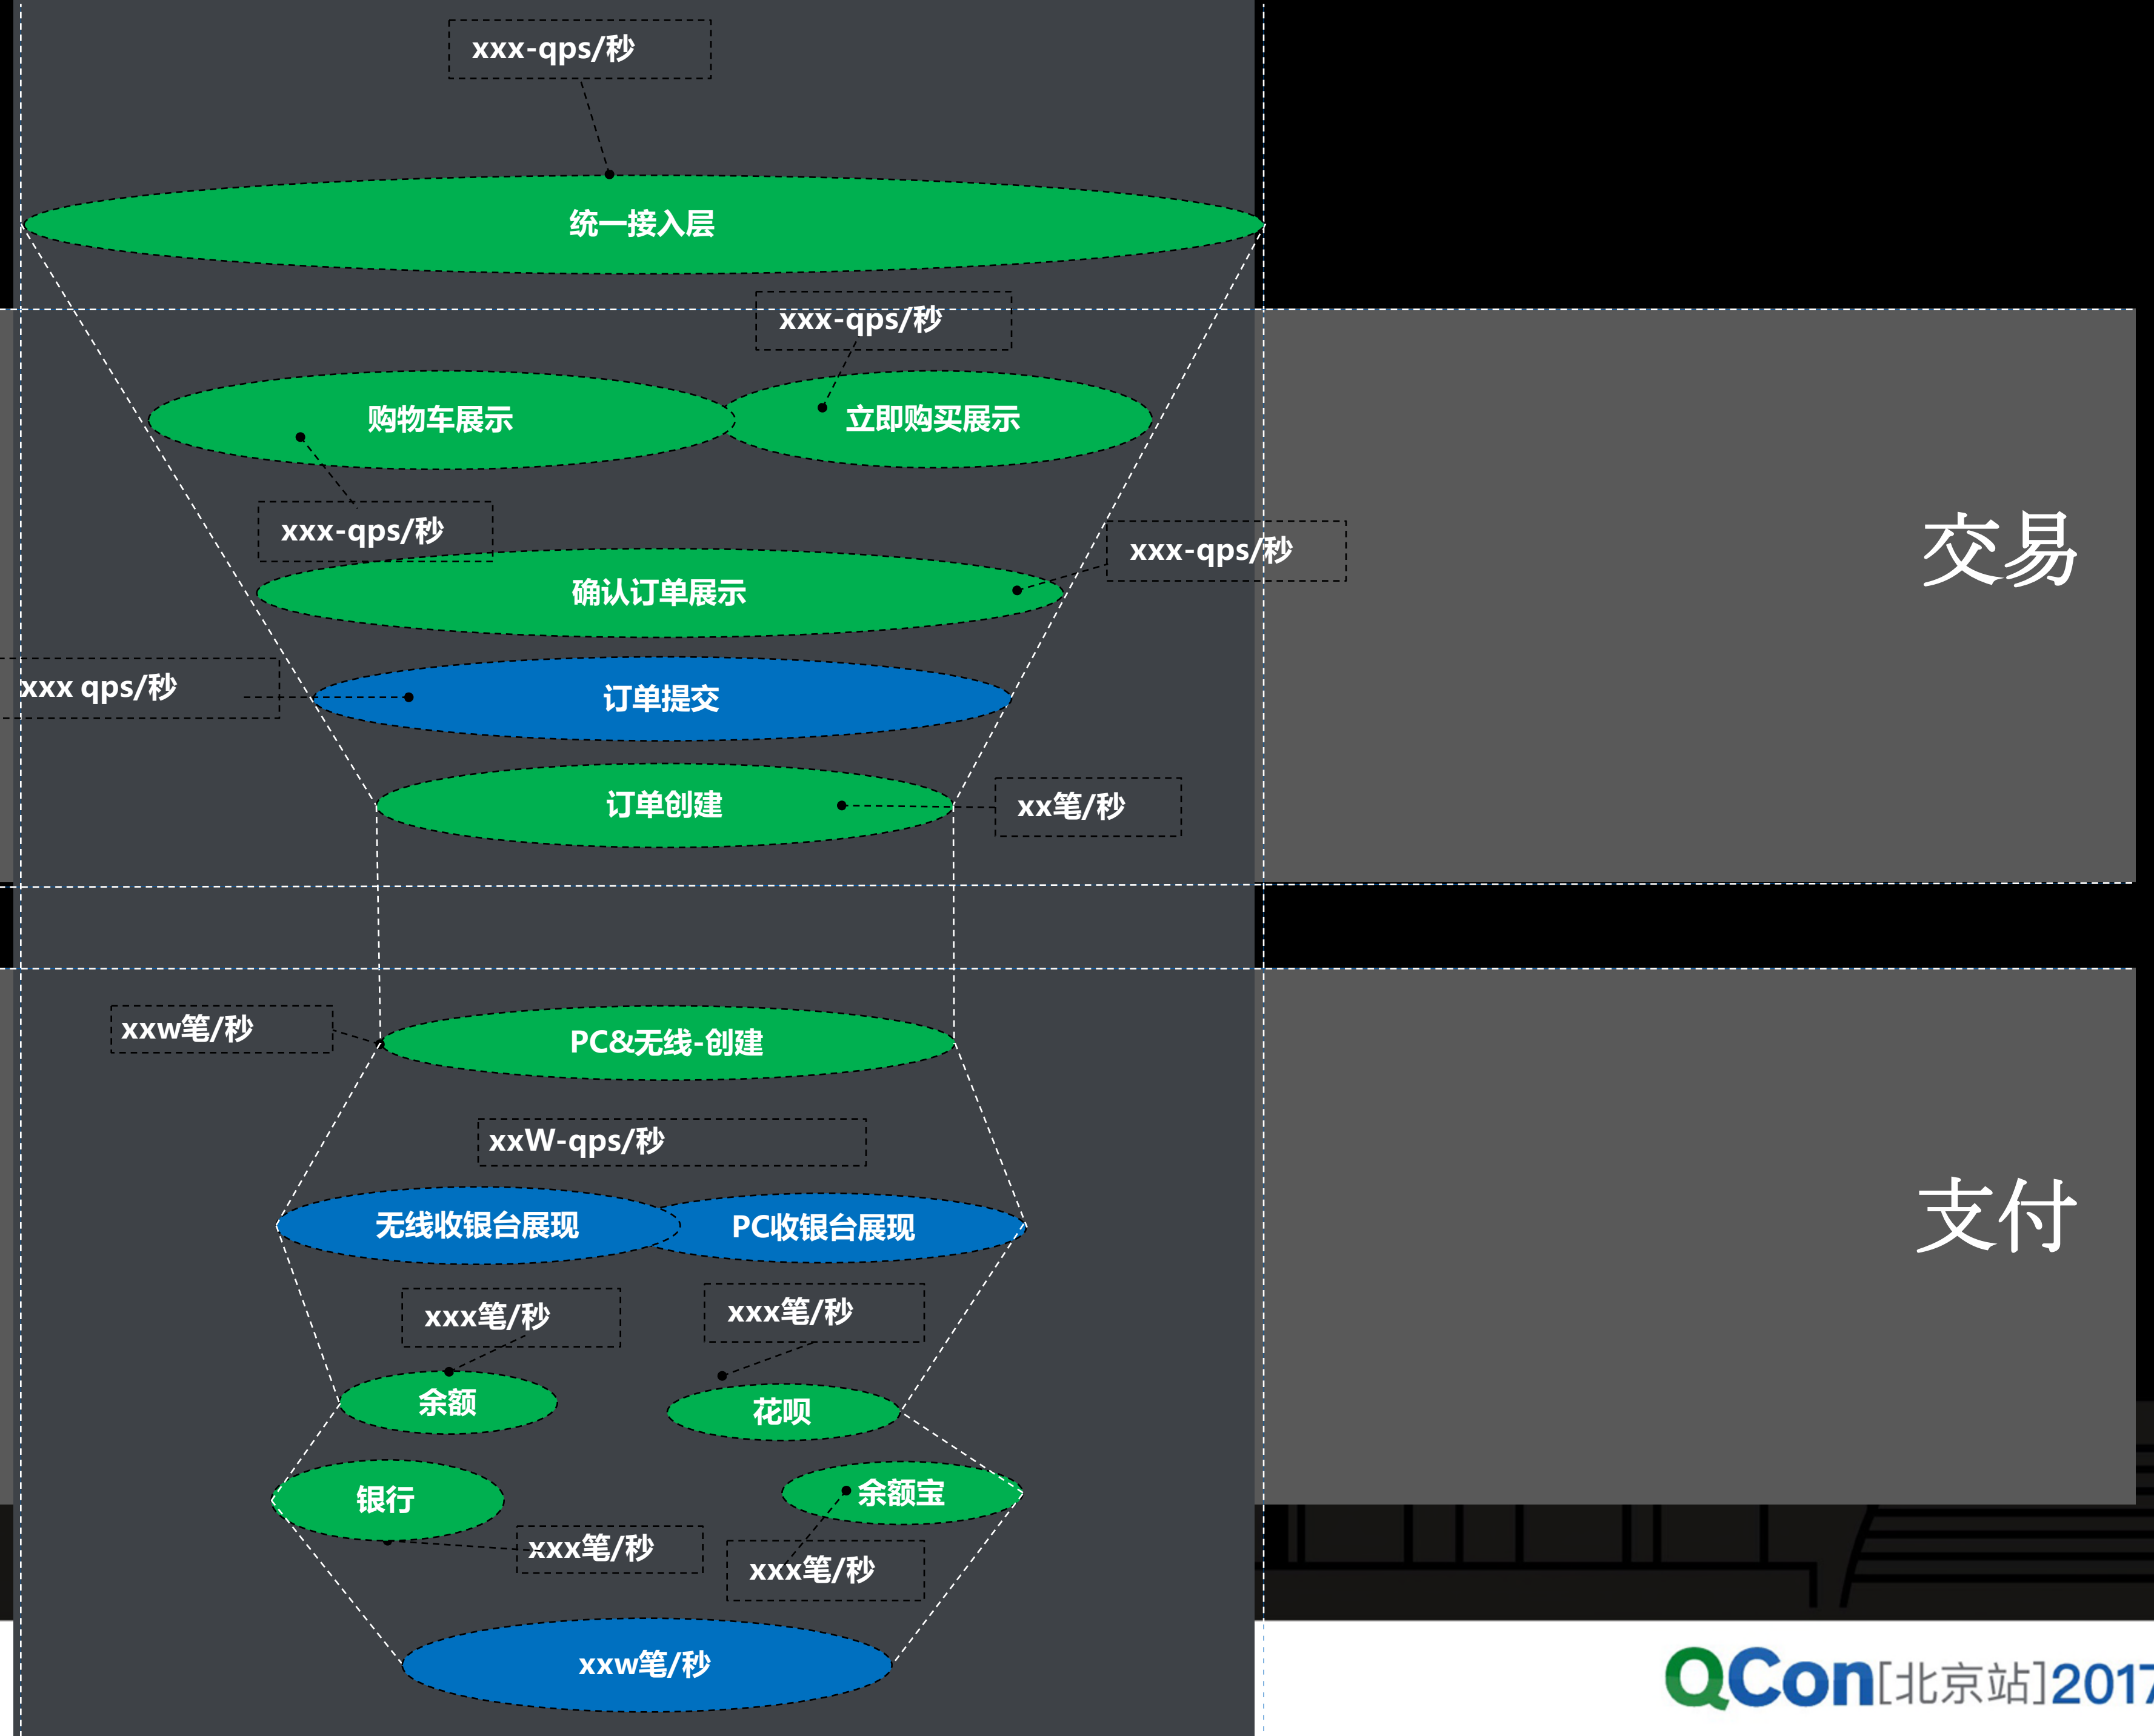 xxx-qps/秒
统一接入层
xxx-qps/秒
购物车展示
立即购买展示
xxx-qps/秒
xxx-qps/秒
交易
确认订单展示
xxx qps/秒
订单提交
订单创建
xx笔/秒
xxw笔/秒
PC&无线-创建
xxW-qps/秒
无线收银台展现
PC收银台展现
支付
xxx笔/秒
xxx笔/秒
余额
花呗
银行
余额宝
xxx笔/秒
xxx笔/秒
xxw笔/秒
QCon[北京站]2017